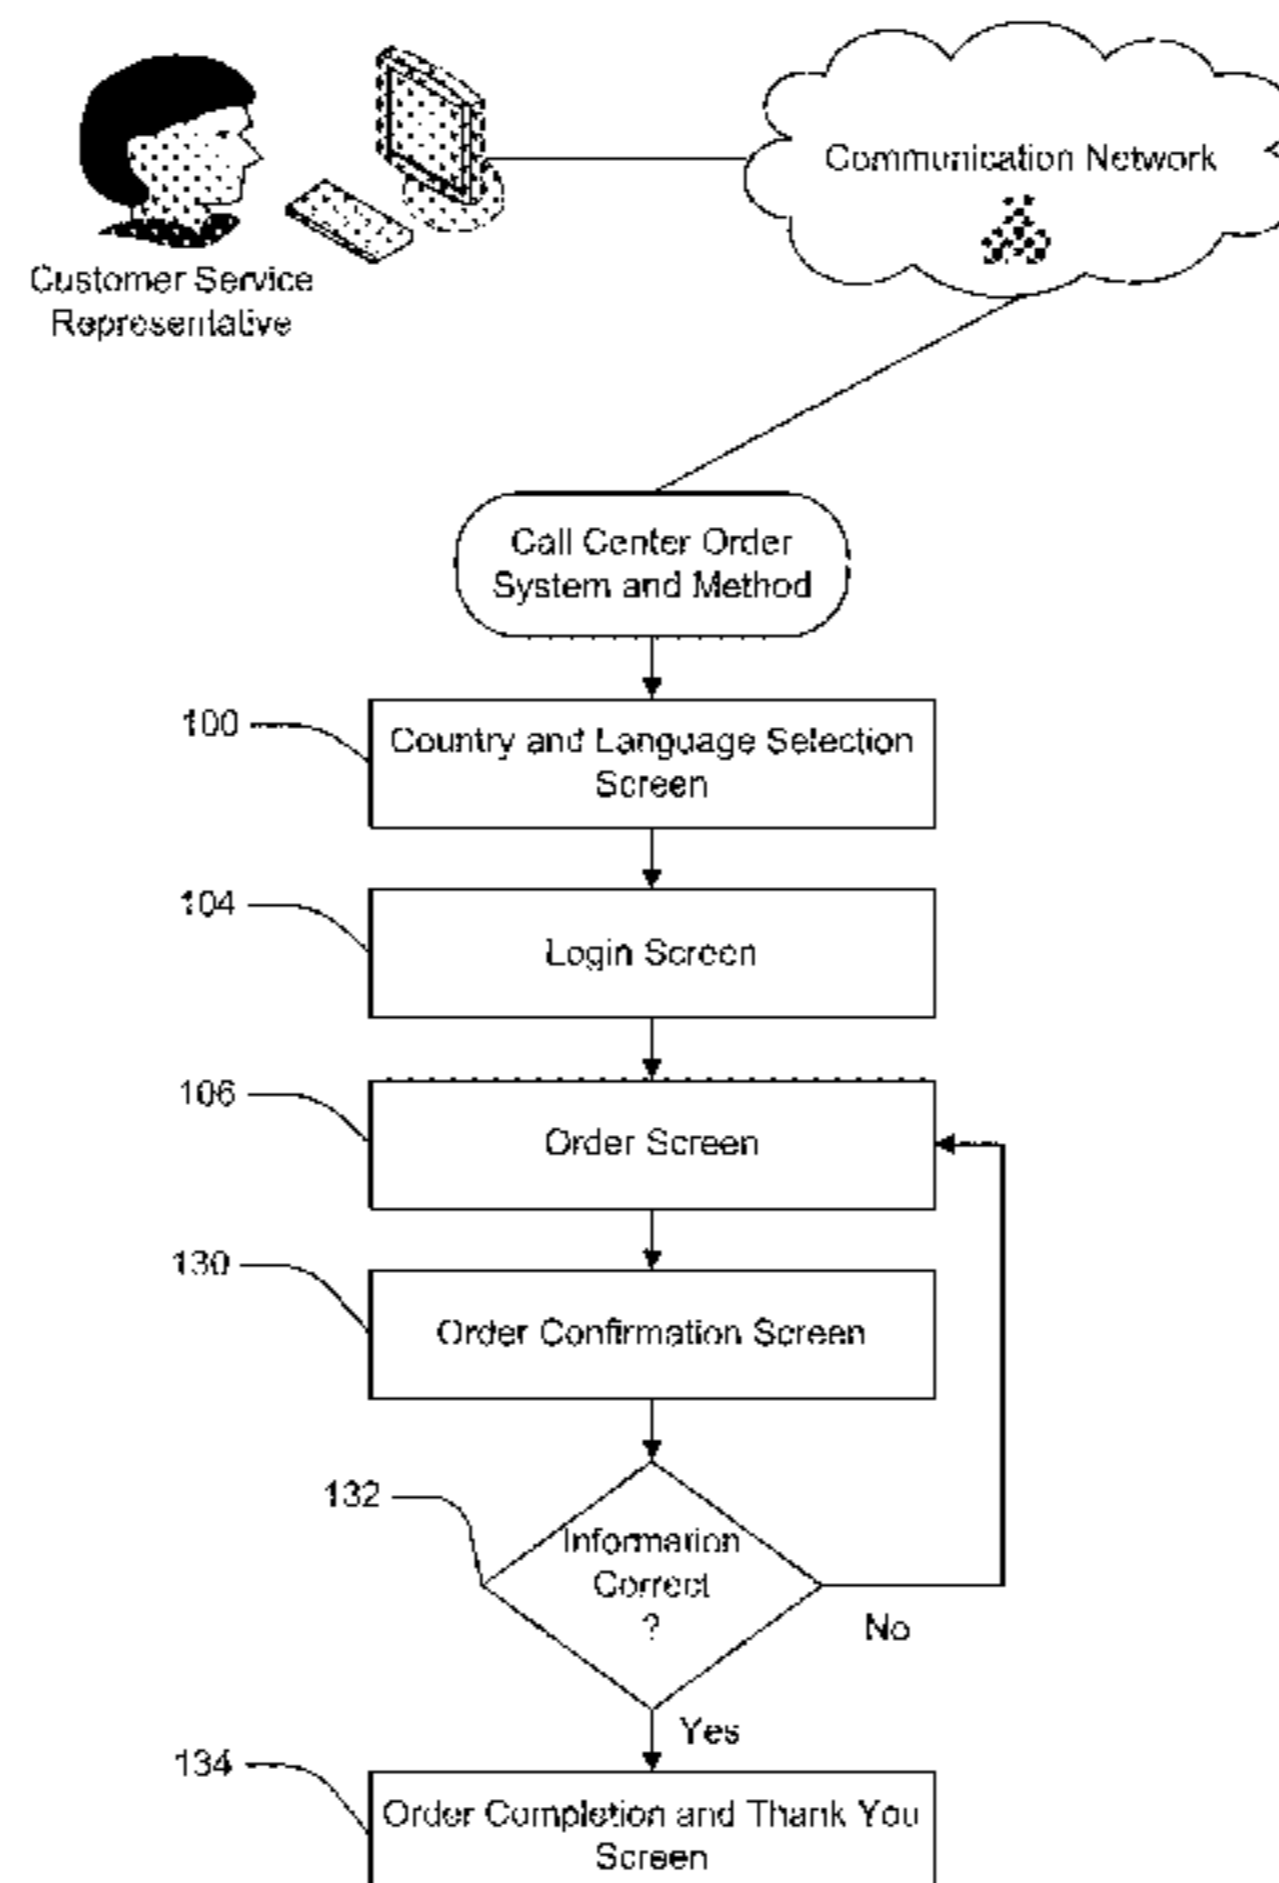 Communication Network
Customer Service
Representative
Call Center Order
System and Method
100
Country and Language Selection
Screen
104
Login Screen
106
Order Screen
130
Order Confirmation Screen
132
Information
Correct
?
No
Yes
134
Order Completion and Thank You
Screen